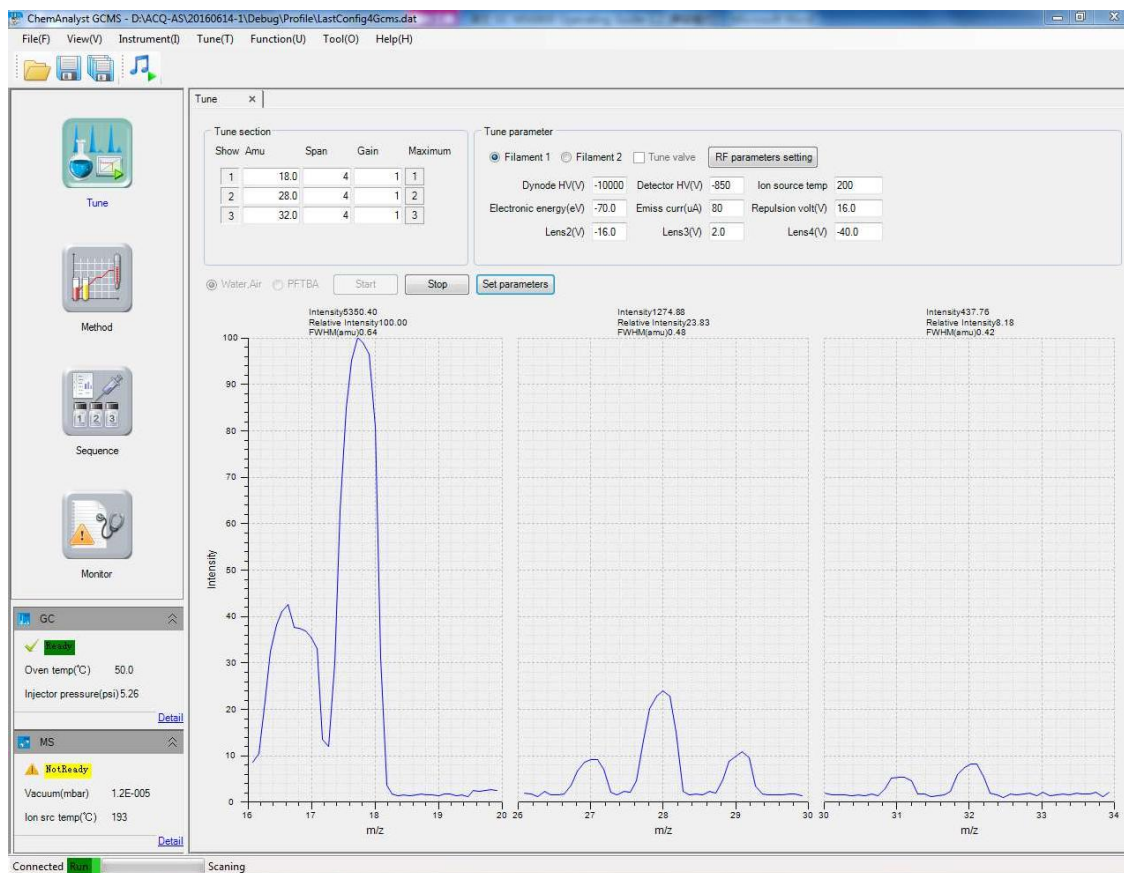 ChemAnalyst GCMS - D:\ACQ-AS\20160614-1\Debug\Profile\LastConfig4Gcms.dat
File(F) View(V) Instrument(I) Tune(T) Function(U) Tool(O) Help(H)
Tune
Method
Sequence
1 2 3
Monitor
GC
Ready
Oven temp(℃) 50.0
Injector pressure(psi) 5.26
Detail
MS
NotReady
Vacuum(mbar) 1.2E-005
Ion src temp(℃) 193
Detail
Tune x
Tune section
Show Amu Span Gain Maximum
1 18.0 4 1 1
2 28.0 4 1 2
3 32.0 4 1 3
Tune parameter
Filament 1 Filament 2 Tune valve RF parameters setting
Dynode HV(V) -10000 Detector HV(V) -850 Ion source temp 200
Electronic energy(eV) -70.0 Emiss curr(uA) 80 Repulsion volt(V) 16.0
Lens2(V) -16.0 Lens3(V) 2.0 Lens4(V) -40.0
Water,Air PFTBA Start Stop Set parameters
Intensity5350.40
Relative Intensity100.00
FWHM(amu)0.64
Intensity1274.88
Relative Intensity23.83
FWHM(amu)0.48
Intensity437.76
Relative Intensity8.18
FWHM(amu)0.42
Intensity
100
90
80
70
60
50
40
30
20
10
0
16 17 18 19 20 26 27 28 29 30 30 31 32 33 34
m/z m/z m/z
Connected Run Scaning